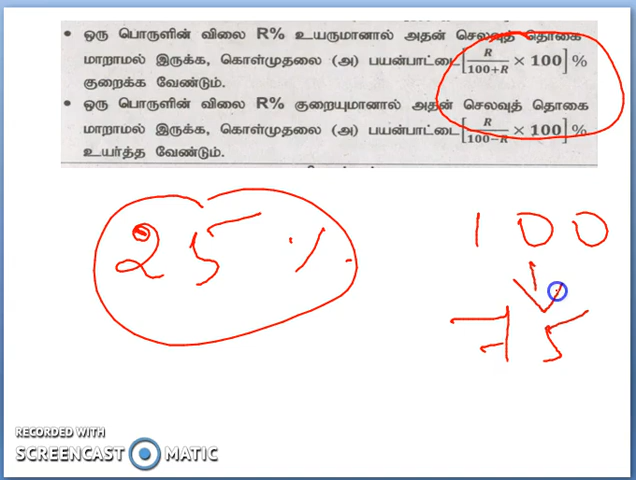 • ஒரு பொருளின் விலை R% உயருமானால் அதன் செலவுத் தொகை
மாறாமல் இருக்க, கொள்முதலை (அ) பயன்பாட்டை [R/100+R × 100] %
குறைக்க வேண்டும்.
• ஒரு பொருளின் விலை R% குறையுமானால் அதன் செலவுத் தொகை
மாறாமல் இருக்க, கொள்முதலை (அ) பயன்பாட்டை [R/100−R × 100] %
உயர்த்த வேண்டும்.
25 %
100
75
RECORDED WITH
SCREENCAST MATIC